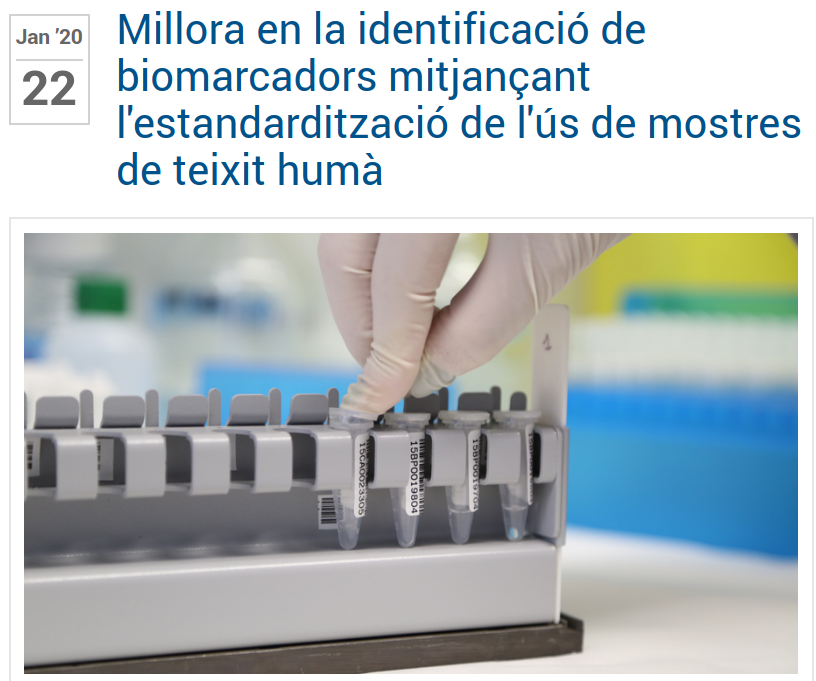 Jan '20
22
Millora en la identificació de
biomarcadors mitjançant
l'estandardització de l'ús de mostres
de teixit humà
1
15CA0023305
15BP0019804